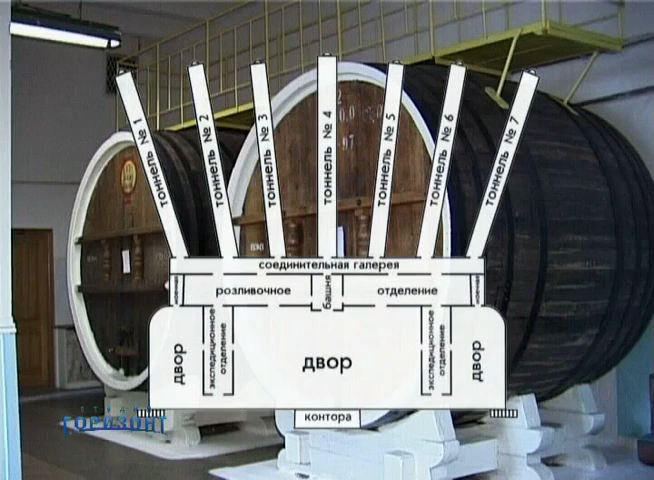 тоннель № 1
тоннель № 2
тоннель № 3
тоннель № 4
тоннель № 5
тоннель № 6
тоннель № 7
соединительная галерея
розливочное
башня
отделение
двор
экспедиционное
отделение
двор
экспедиционное
отделение
двор
контора
ГОРИЗОНТ